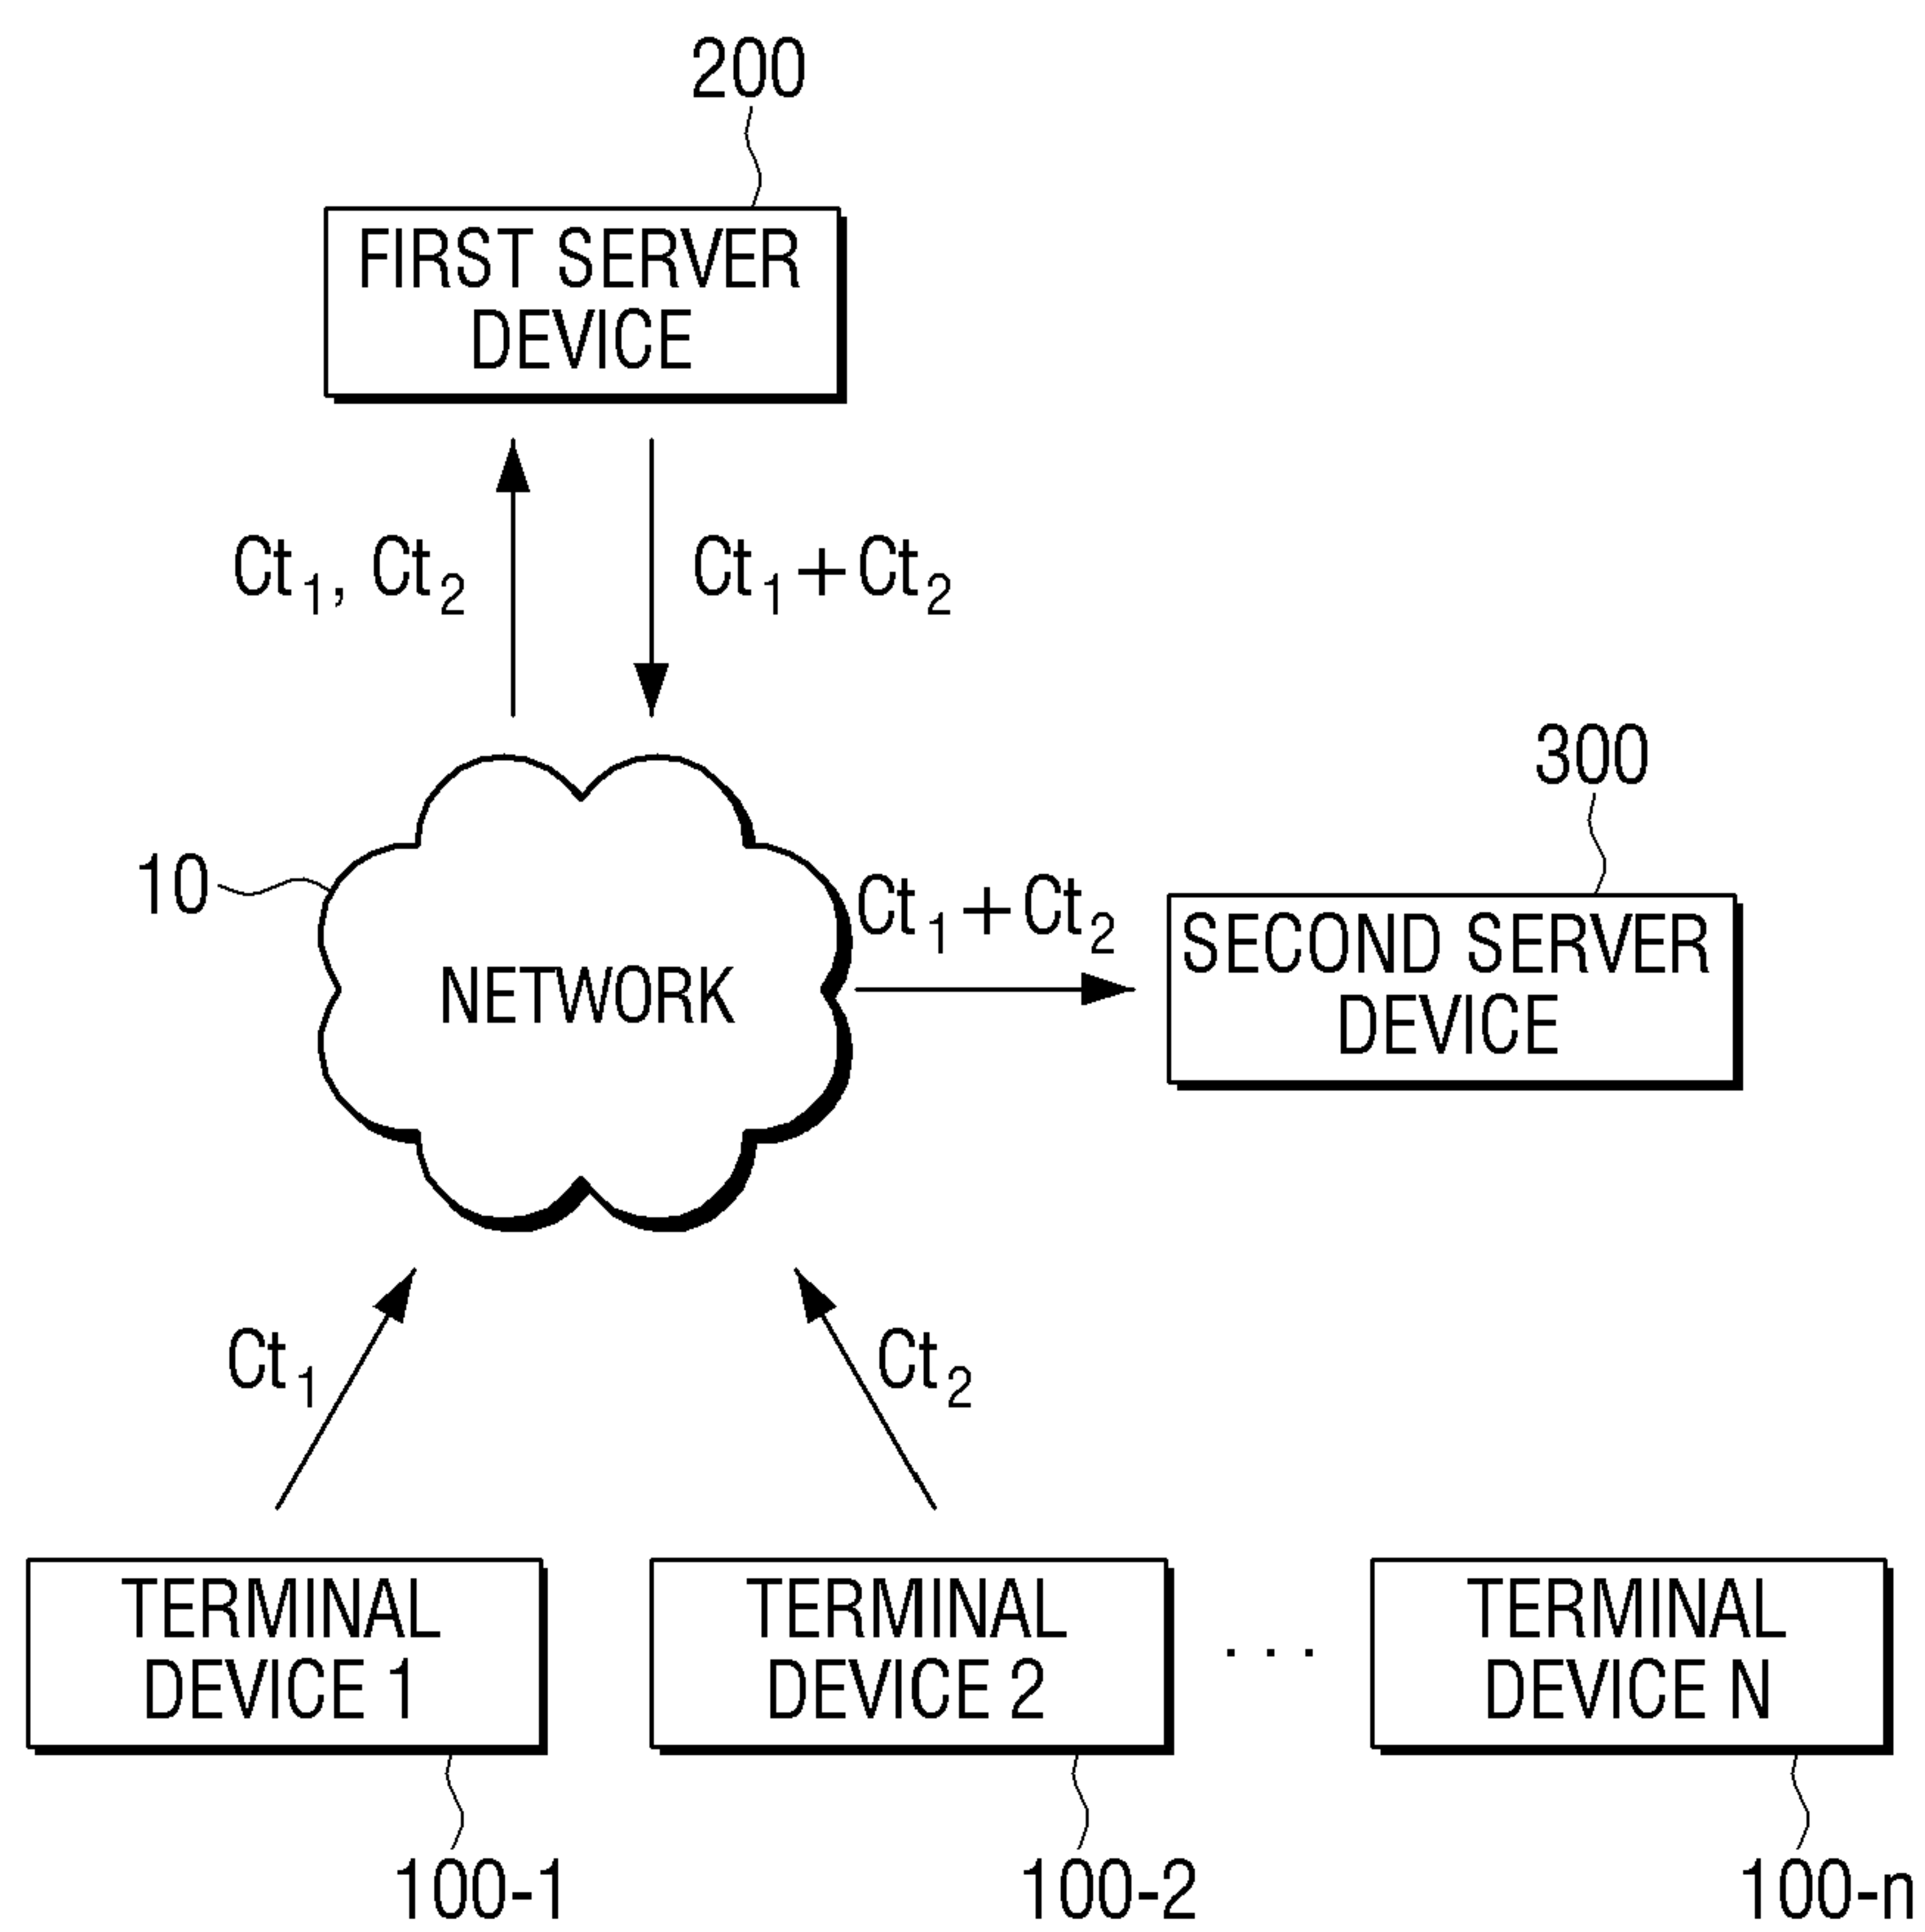 200
FIRST SERVER
DEVICE
Ct₁, Ct₂
Ct₁+Ct₂
300
10
Ct₁+Ct₂
SECOND SERVER
DEVICE
NETWORK
Ct₁
Ct₂
TERMINAL
DEVICE 1
TERMINAL
DEVICE 2
...
TERMINAL
DEVICE N
100-1
100-2
100-n